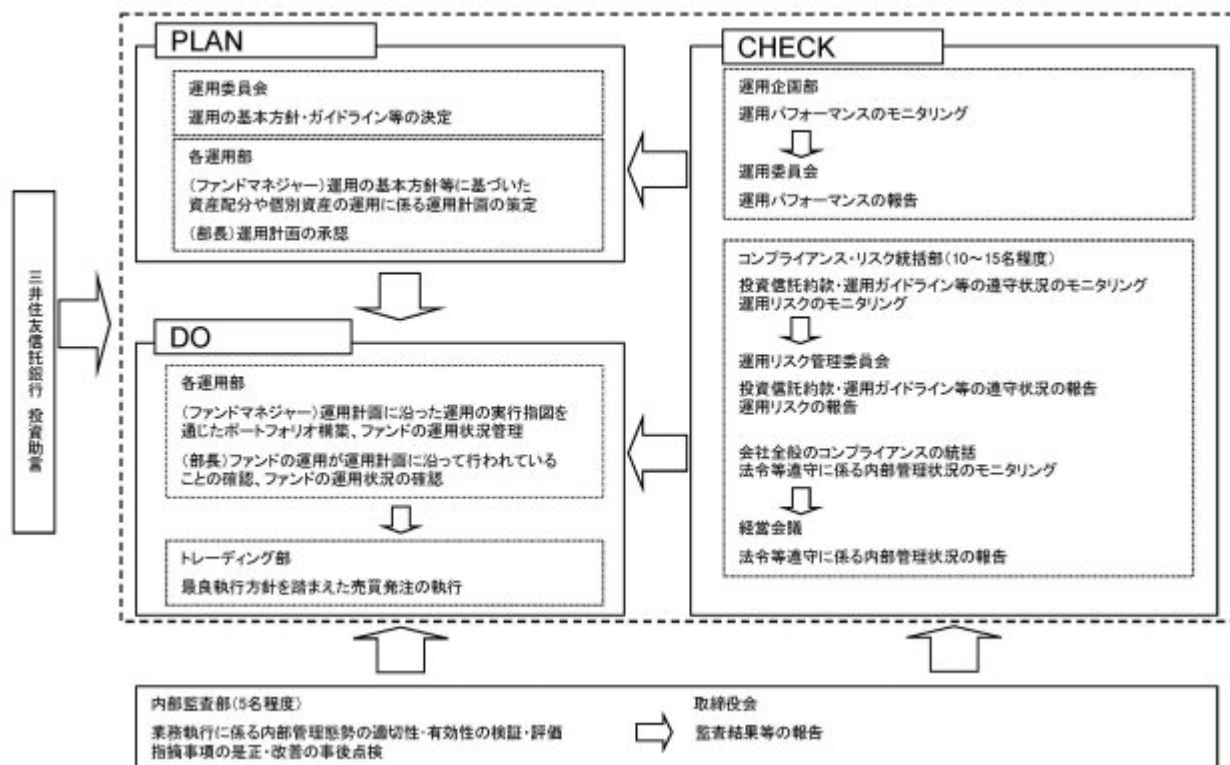 三井住友信託銀行 投資助言
PLAN
運用委員会
運用の基本方針・ガイドライン等の決定
各運用部
(ファンドマネジャー)運用の基本方針等に基づいた
資産配分や個別資産の運用に係る運用計画の策定
(部長)運用計画の承認
DO
各運用部
(ファンドマネジャー)運用計画に沿った運用の実行指図を
通じたポートフォリオ構築、ファンドの運用状況管理
(部長)ファンドの運用が運用計画に沿って行われている
ことの確認、ファンドの運用状況の確認
トレーディング部
最良執行方針を踏まえた売買発注の執行
CHECK
運用企画部
運用パフォーマンスのモニタリング
運用委員会
運用パフォーマンスの報告
コンプライアンス・リスク統括部(10～15名程度)
投資信託約款・運用ガイドライン等の遵守状況のモニタリング
運用リスクのモニタリング
運用リスク管理委員会
投資信託約款・運用ガイドライン等の遵守状況の報告
運用リスクの報告
会社全般のコンプライアンスの統括
法令等遵守に係る内部管理状況のモニタリング
経営会議
法令等遵守に係る内部管理状況の報告
内部監査部(5名程度)
業務執行に係る内部管理態勢の適切性・有効性の検証・評価
指摘事項の是正・改善の事後点検
取締役会
監査結果等の報告